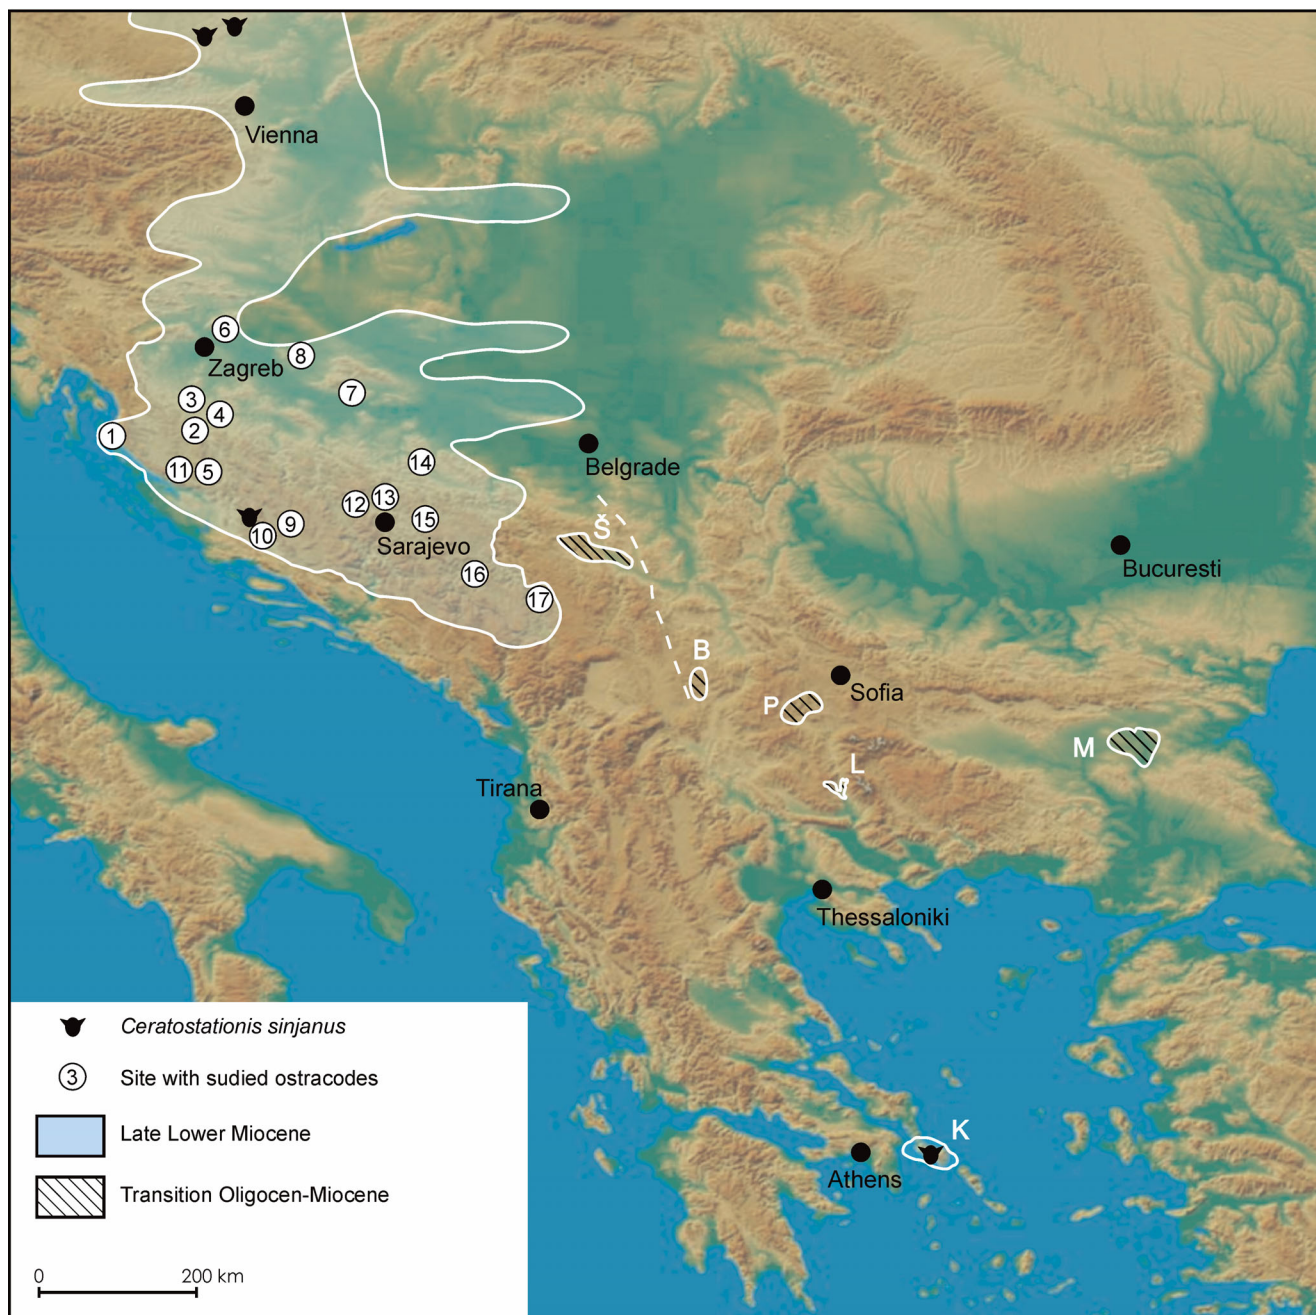 Vienna
6
Zagreb
8
7
3
4
2
1
11
5
14
Belgrade
12
13
15
10
9
Sarajevo
16
17
Š
B
P
Sofia
Bucuresti
M
L
Tirana
Thessaloniki
K
Athens
Ceratostationis sinjanus
3
Site with sudied ostracodes
Late Lower Miocene
Transition Oligocen-Miocene
0
200 km